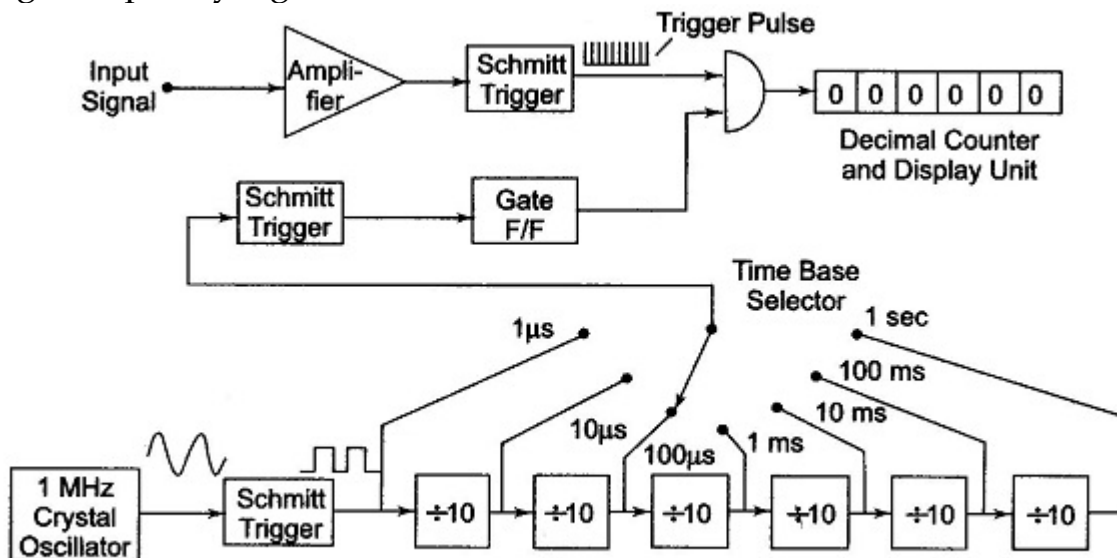 Input
Signal
Ampli-
fier
Schmitt
Trigger
Trigger Pulse
0 0 0 0 0 0
Decimal Counter
and Display Unit
Schmitt
Trigger
Gate
F/F
Time Base
Selector
1μs
10μs
100μs
1 ms
10 ms
100 ms
1 sec
1 MHz
Crystal
Oscillator
Schmitt
Trigger
÷10
÷10
÷10
÷10
÷10
÷10